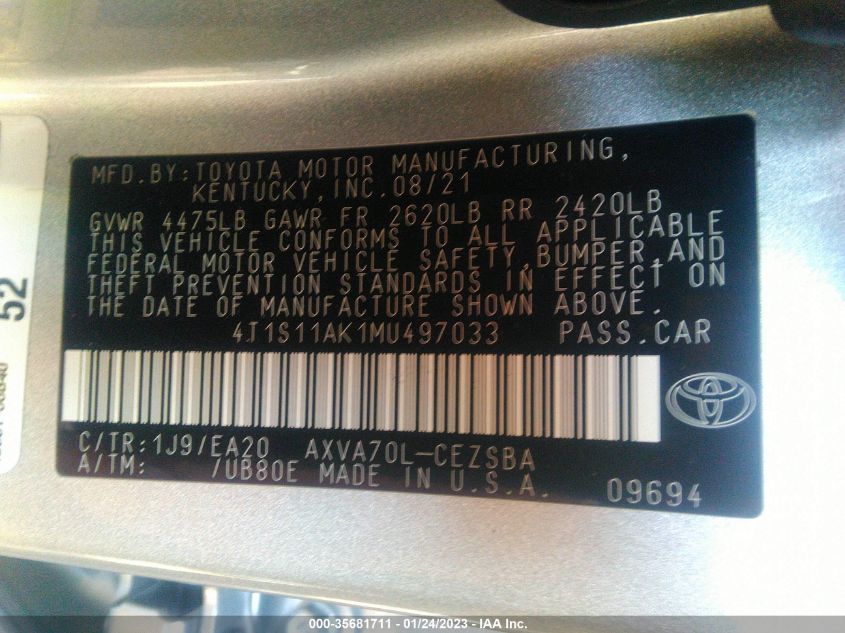 MFD.BY:TOYOTA MOTOR MANUFACTURING,
KENTUCKY,INC.08/21
GVWR 4475LB GAWR FR 2620LB RR 2420LB
THIS VEHICLE CONFORMS TO ALL APPLICABLE
FEDERAL MOTOR VEHICLE SAFETY,BUMPER,AND
THEFT PREVENTION STANDARDS IN EFFECT ON
THE DATE OF MANUFACTURE SHOWN ABOVE.
4T1S11AK1MU497033 PASS.CAR
C/TR:1J9/EA20 AXVA70L-CEZSBA
A/TM: /UB80E MADE IN U.S.A. 09694
52
000-35681711 - 01/24/2023 - IAA Inc.